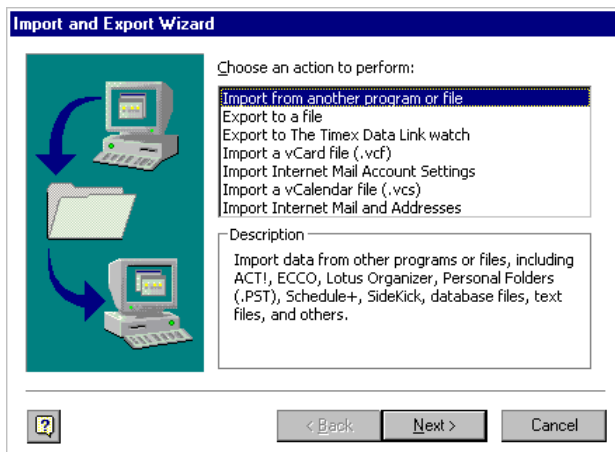 Import and Export Wizard
Choose an action to perform:
Import from another program or file
Export to a file
Export to The Timex Data Link watch
Import a vCard file (.vcf)
Import Internet Mail Account Settings
Import a vCalendar file (.vcs)
Import Internet Mail and Addresses
Description
Import data from other programs or files, including
ACT!, ECCO, Lotus Organizer, Personal Folders
(.PST), Schedule+, SideKick, database files, text
files, and others.
?
< Back
Next >
Cancel